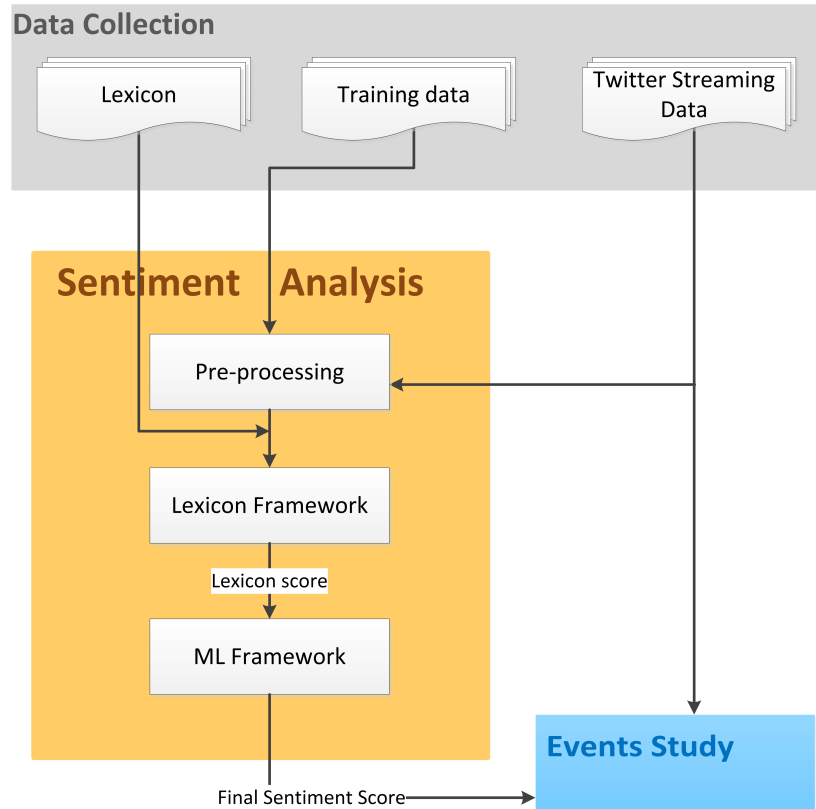 Data Collection
Lexicon
Training data
Twitter Streaming
Data
Sentiment Analysis
Pre-processing
Lexicon Framework
Lexicon score
ML Framework
Events Study
Final Sentiment Score